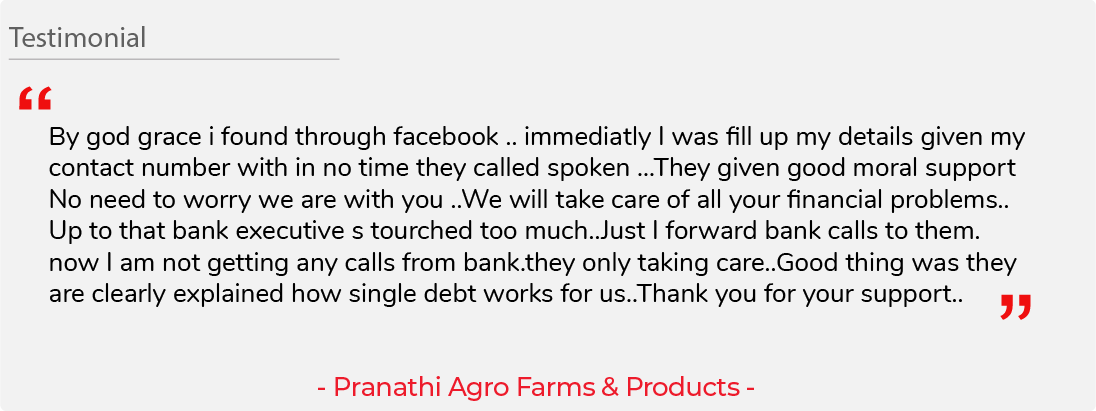 Testimonial
“
By god grace i found through facebook .. immediatly I was fill up my details given my
contact number with in no time they called spoken ...They given good moral support
No need to worry we are with you ..We will take care of all your financial problems..
Up to that bank executive s tourched too much..Just I forward bank calls to them.
now I am not getting any calls from bank.they only taking care..Good thing was they
are clearly explained how single debt works for us..Thank you for your support..
”
- Pranathi Agro Farms & Products -